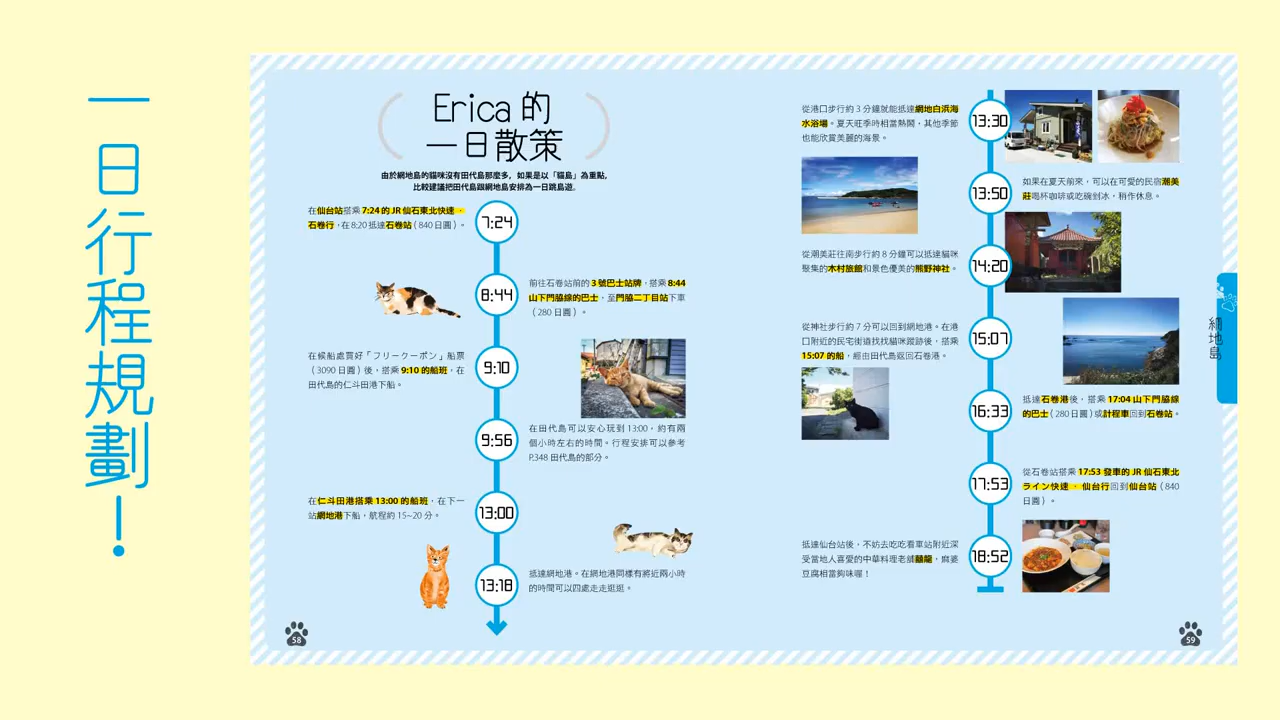 一日行程規劃！
Erica 的
一日散策
由於網地島的貓咪沒有田代島那麼多，如果是以「貓島」為重點，
比較建議把田代島跟網地島安排為一日跳島遊。
7:24
在仙台站搭乘 7:24 的 JR 仙石東北快速・
石卷行，在 8:20 抵達石卷站（840 日圓）。
8:44
前往石卷站前的 3 號巴士站牌，搭乘 8:44
山下門脇線的巴士，至門脇二丁目站下車
（280 日圓）。
9:10
在候船處買好「フリークーポン」船票
（3090 日圓）後，搭乘 9:10 的船班，在
田代島的仁斗田港下船。
9:56
在田代島可以安心玩到 13:00，約有兩
個小時左右的時間。行程安排可以參考
P.348 田代島的部分。
13:00
在仁斗田港搭乘 13:00 的船班，在下一
站網地港下船，航程約 15~20 分。
13:18
抵達網地港。在網地港同樣有將近兩小時
的時間可以四處走走逛逛。
58
從港口步行約 3 分鐘就能抵達網地白浜海
水浴場。夏天旺季時相當熱鬧，其他季節
也能欣賞美麗的海景。
13:30
13:50
如果在夏天前來，可以在可愛的民宿潮美
莊喝杯咖啡或吃碗剉冰，稍作休息。
從潮美莊往南步行約 8 分鐘可以抵達貓咪
聚集的木村旅館和景色優美的熊野神社。
14:20
從神社步行約 7 分可以回到網地港。在港
口附近的民宅街道找找貓咪蹤跡後，搭乘
15:07 的船，經由田代島返回石卷港。
15:07
16:33
抵達石卷港後，搭乘 17:04 山下門脇線
的巴士（280 日圓）或計程車回到石卷站。
17:53
從石卷站搭乘 17:53 發車的 JR 仙石東北
ライン快速・仙台行回到仙台站（840
日圓）。
抵達仙台站後，不妨去吃吃看車站附近深
受當地人喜愛的中華料理老舖龍龍，麻婆
豆腐相當夠味喔！
18:52
網地島
59